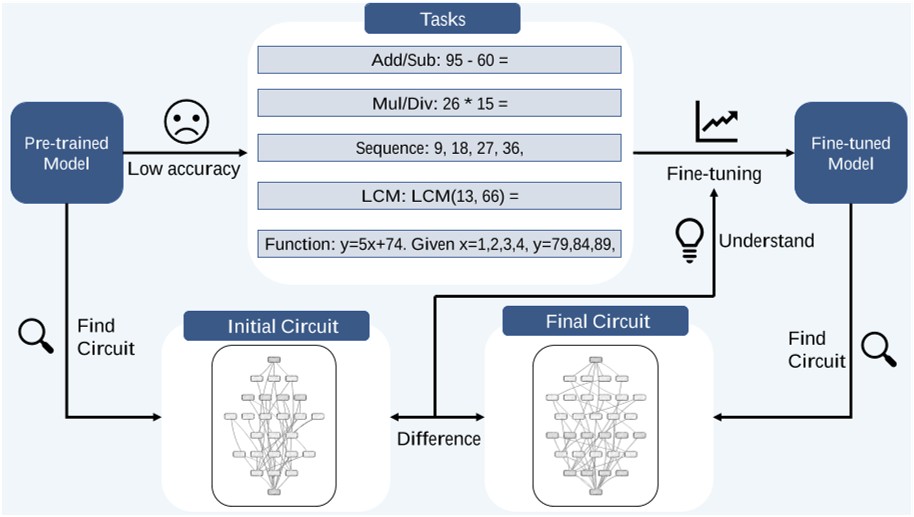 Tasks
Add/Sub: 95 - 60 =
Mul/Div: 26 * 15 =
Sequence: 9, 18, 27, 36,
LCM: LCM(13, 66) =
Function: y=5x+74. Given x=1,2,3,4, y=79,84,89,
Pre-trained
Model
Low accuracy
Fine-tuning
Fine-tuned
Model
Understand
Find
Circuit
Initial Circuit
Difference
Final Circuit
Find
Circuit